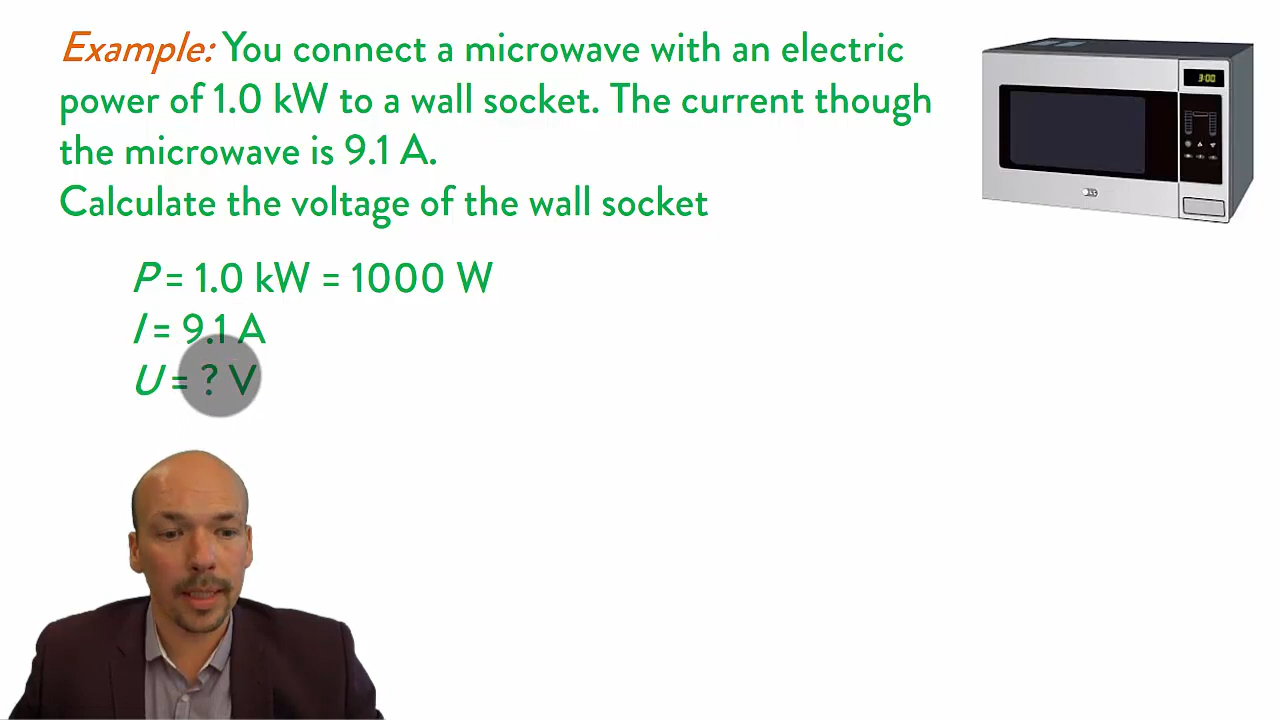 Example: You connect a microwave with an electric
power of 1.0 kW to a wall socket. The current though
the microwave is 9.1 A.
Calculate the voltage of the wall socket
P = 1.0 kW = 1000 W
I = 9.1 A
U = ? V
3:00